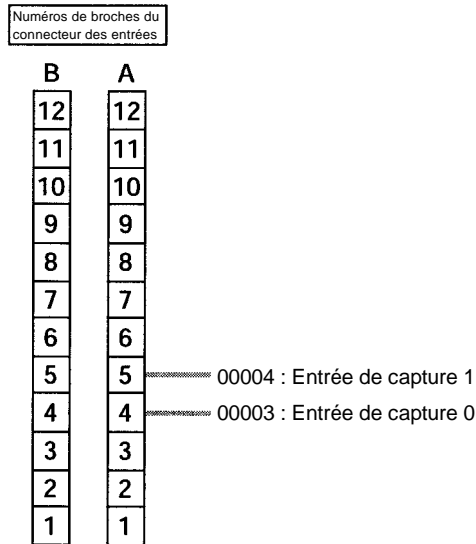 Numéros de broches du
connecteur des entrées
B A
12 12
11 11
10 10
9 9
8 8
7 7
6 6
5 5 00004 : Entrée de capture 1
4 4 00003 : Entrée de capture 0
3 3
2 2
1 1